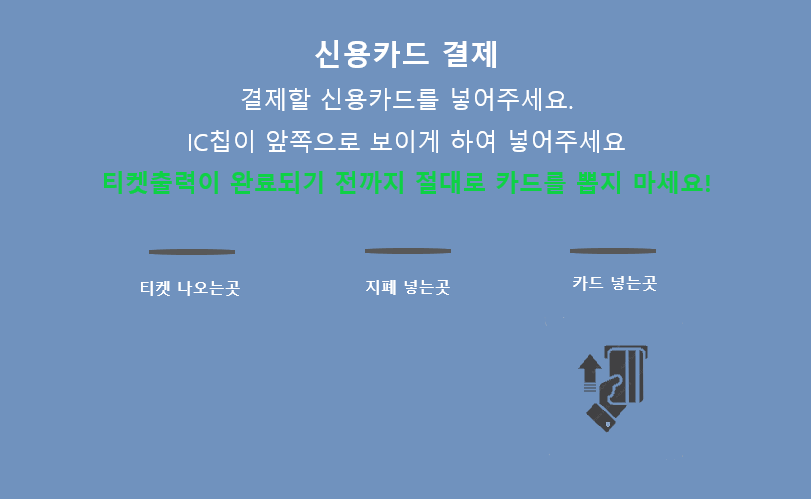 신용카드 결제
결제할 신용카드를 넣어주세요.
IC칩이 앞쪽으로 보이게 하여 넣어주세요
티켓출력이 완료되기 전까지 절대로 카드를 뽑지 마세요!
티켓 나오는곳
지폐 넣는곳
카드 넣는곳